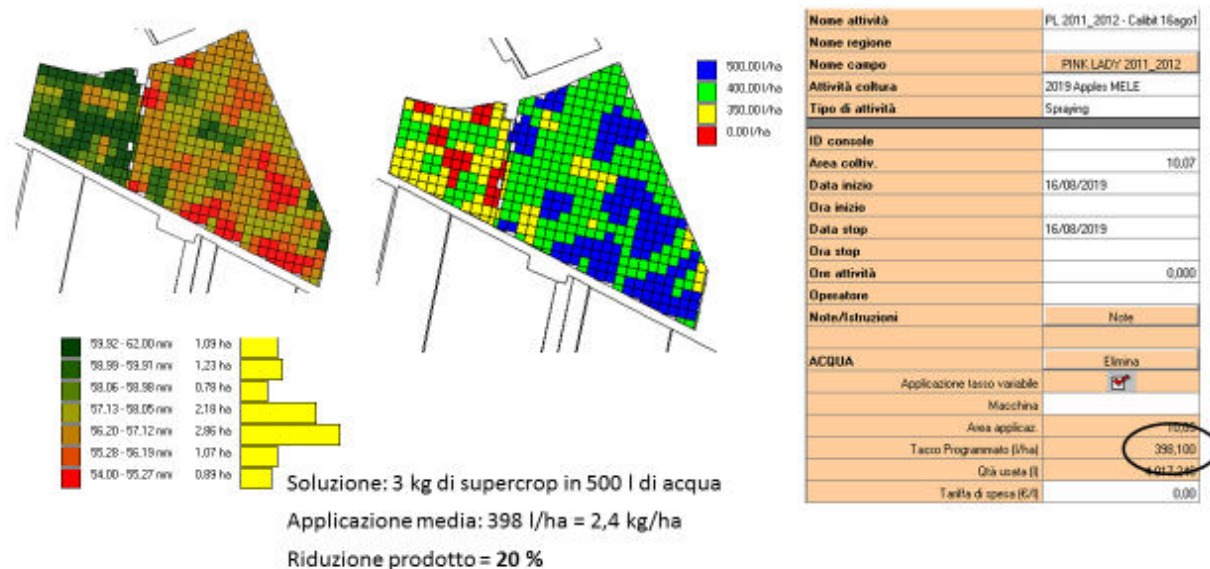 500.00 l/ha
400.00 l/ha
350.00 l/ha
0.00 l/ha
59.92 - 62.00 mm 1.09 ha
58.99 - 59.91 mm 1.23 ha
58.06 - 58.98 mm 0.78 ha
57.13 - 58.05 mm 2.18 ha
56.20 - 57.12 mm 2.86 ha
55.28 - 56.19 mm 1.07 ha
54.00 - 55.27 mm 0.89 ha
Soluzione: 3 kg di supercrop in 500 l di acqua
Applicazione media: 398 l/ha = 2,4 kg/ha
Riduzione prodotto = 20 %
Nome attività PL 2011_2012 - Calibit 16ago1
Nome regione
Nome campo PINK LADY 2011_2012
Attività coltura 2019 Apples MELE
Tipo di attività Spraying
ID console
Area coltiv. 10,07
Data inizio 16/08/2019
Ora inizio
Data stop 16/08/2019
Ora stop
Ore attività 0,000
Operatore
Note/Istruzioni Note
ACQUA Elimina
Applicazione tasso variabile
Macchina
Area applicaz. 10,05
Tasso Programmato (l/ha) 398,100
Qtà usata (l)
Tariffa di spesa (€/l) 0,00